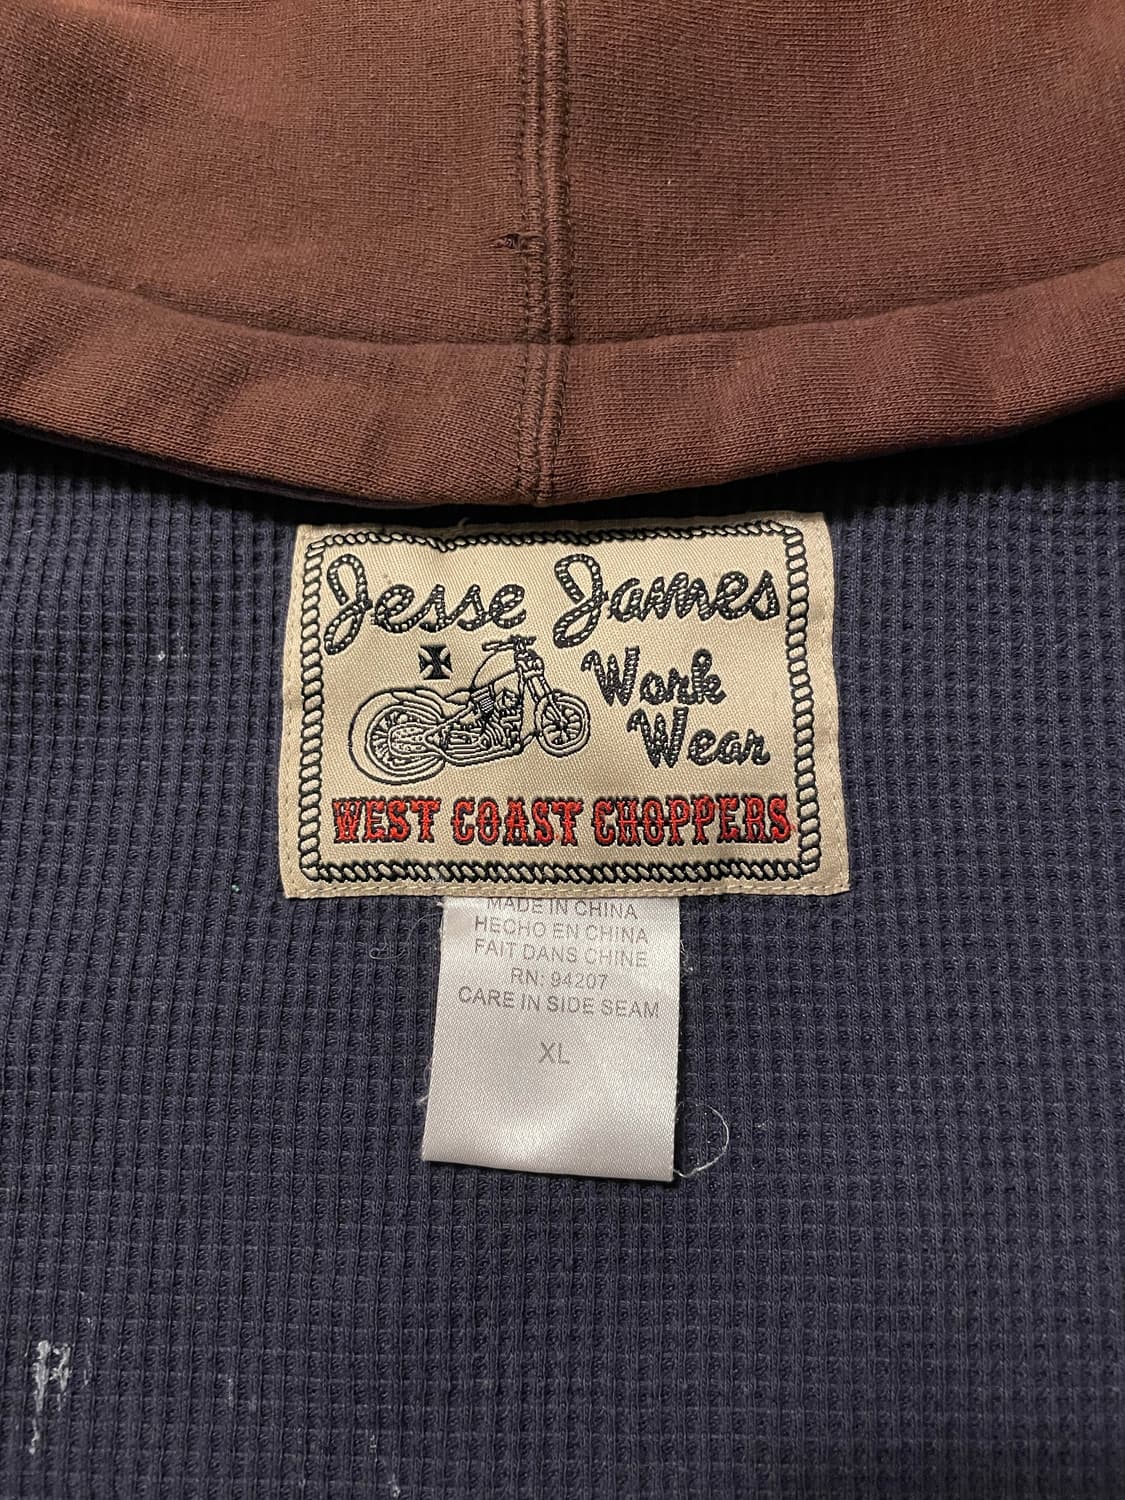 Jesse James
Work
Wear
WEST COAST CHOPPERS
MADE IN CHINA
HECHO EN CHINA
FAIT DANS CHINE
RN: 94207
CARE IN SIDE SEAM
XL